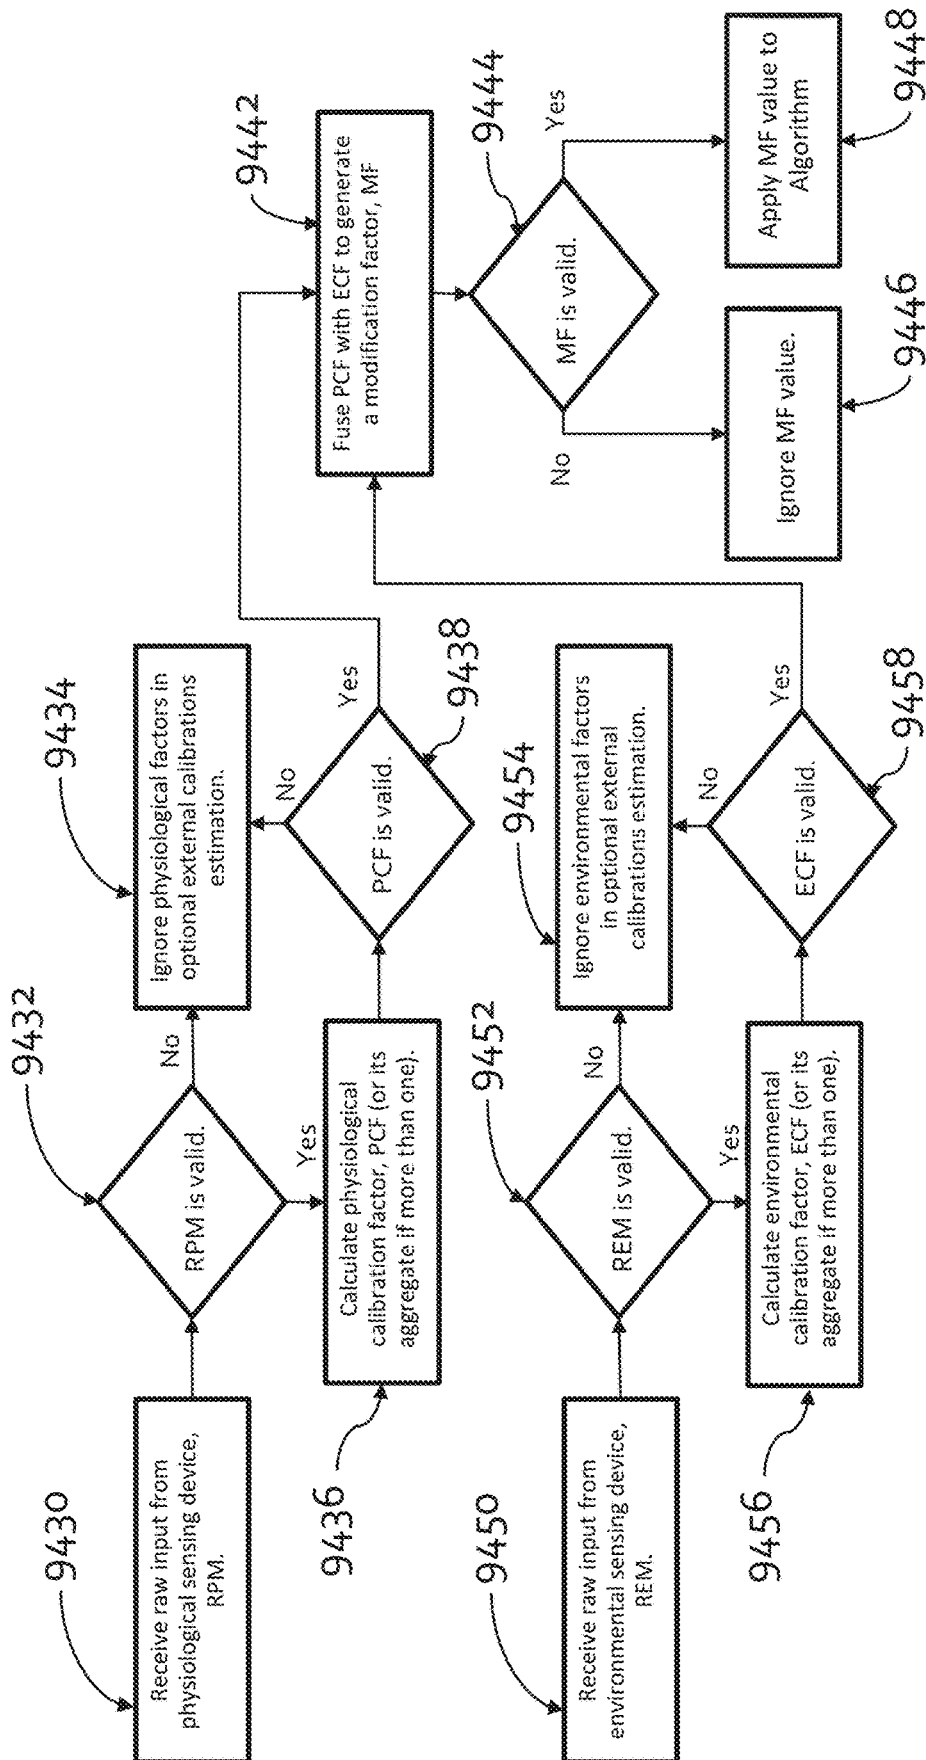 9430
Receive raw input from
physiological sensing device,
RPM.
9432
RPM is valid.
No
Yes
9434
Ignore physiological factors in
optional external calibrations
estimation.
9436
Calculate physiological
calibration factor, PCF (or its
aggregate if more than one).
9438
PCF is valid.
No
Yes
9450
Receive raw input from
environmental sensing device,
REM.
9452
REM is valid.
No
Yes
9454
Ignore environmental factors
in optional external
calibrations estimation.
9456
Calculate environmental
calibration factor, ECF (or its
aggregate if more than one).
9458
ECF is valid.
No
Yes
9442
Fuse PCF with ECF to generate
a modification factor, MF
9444
MF is valid.
No
Yes
9446
Ignore MF value.
9448
Apply MF value to
Algorithm